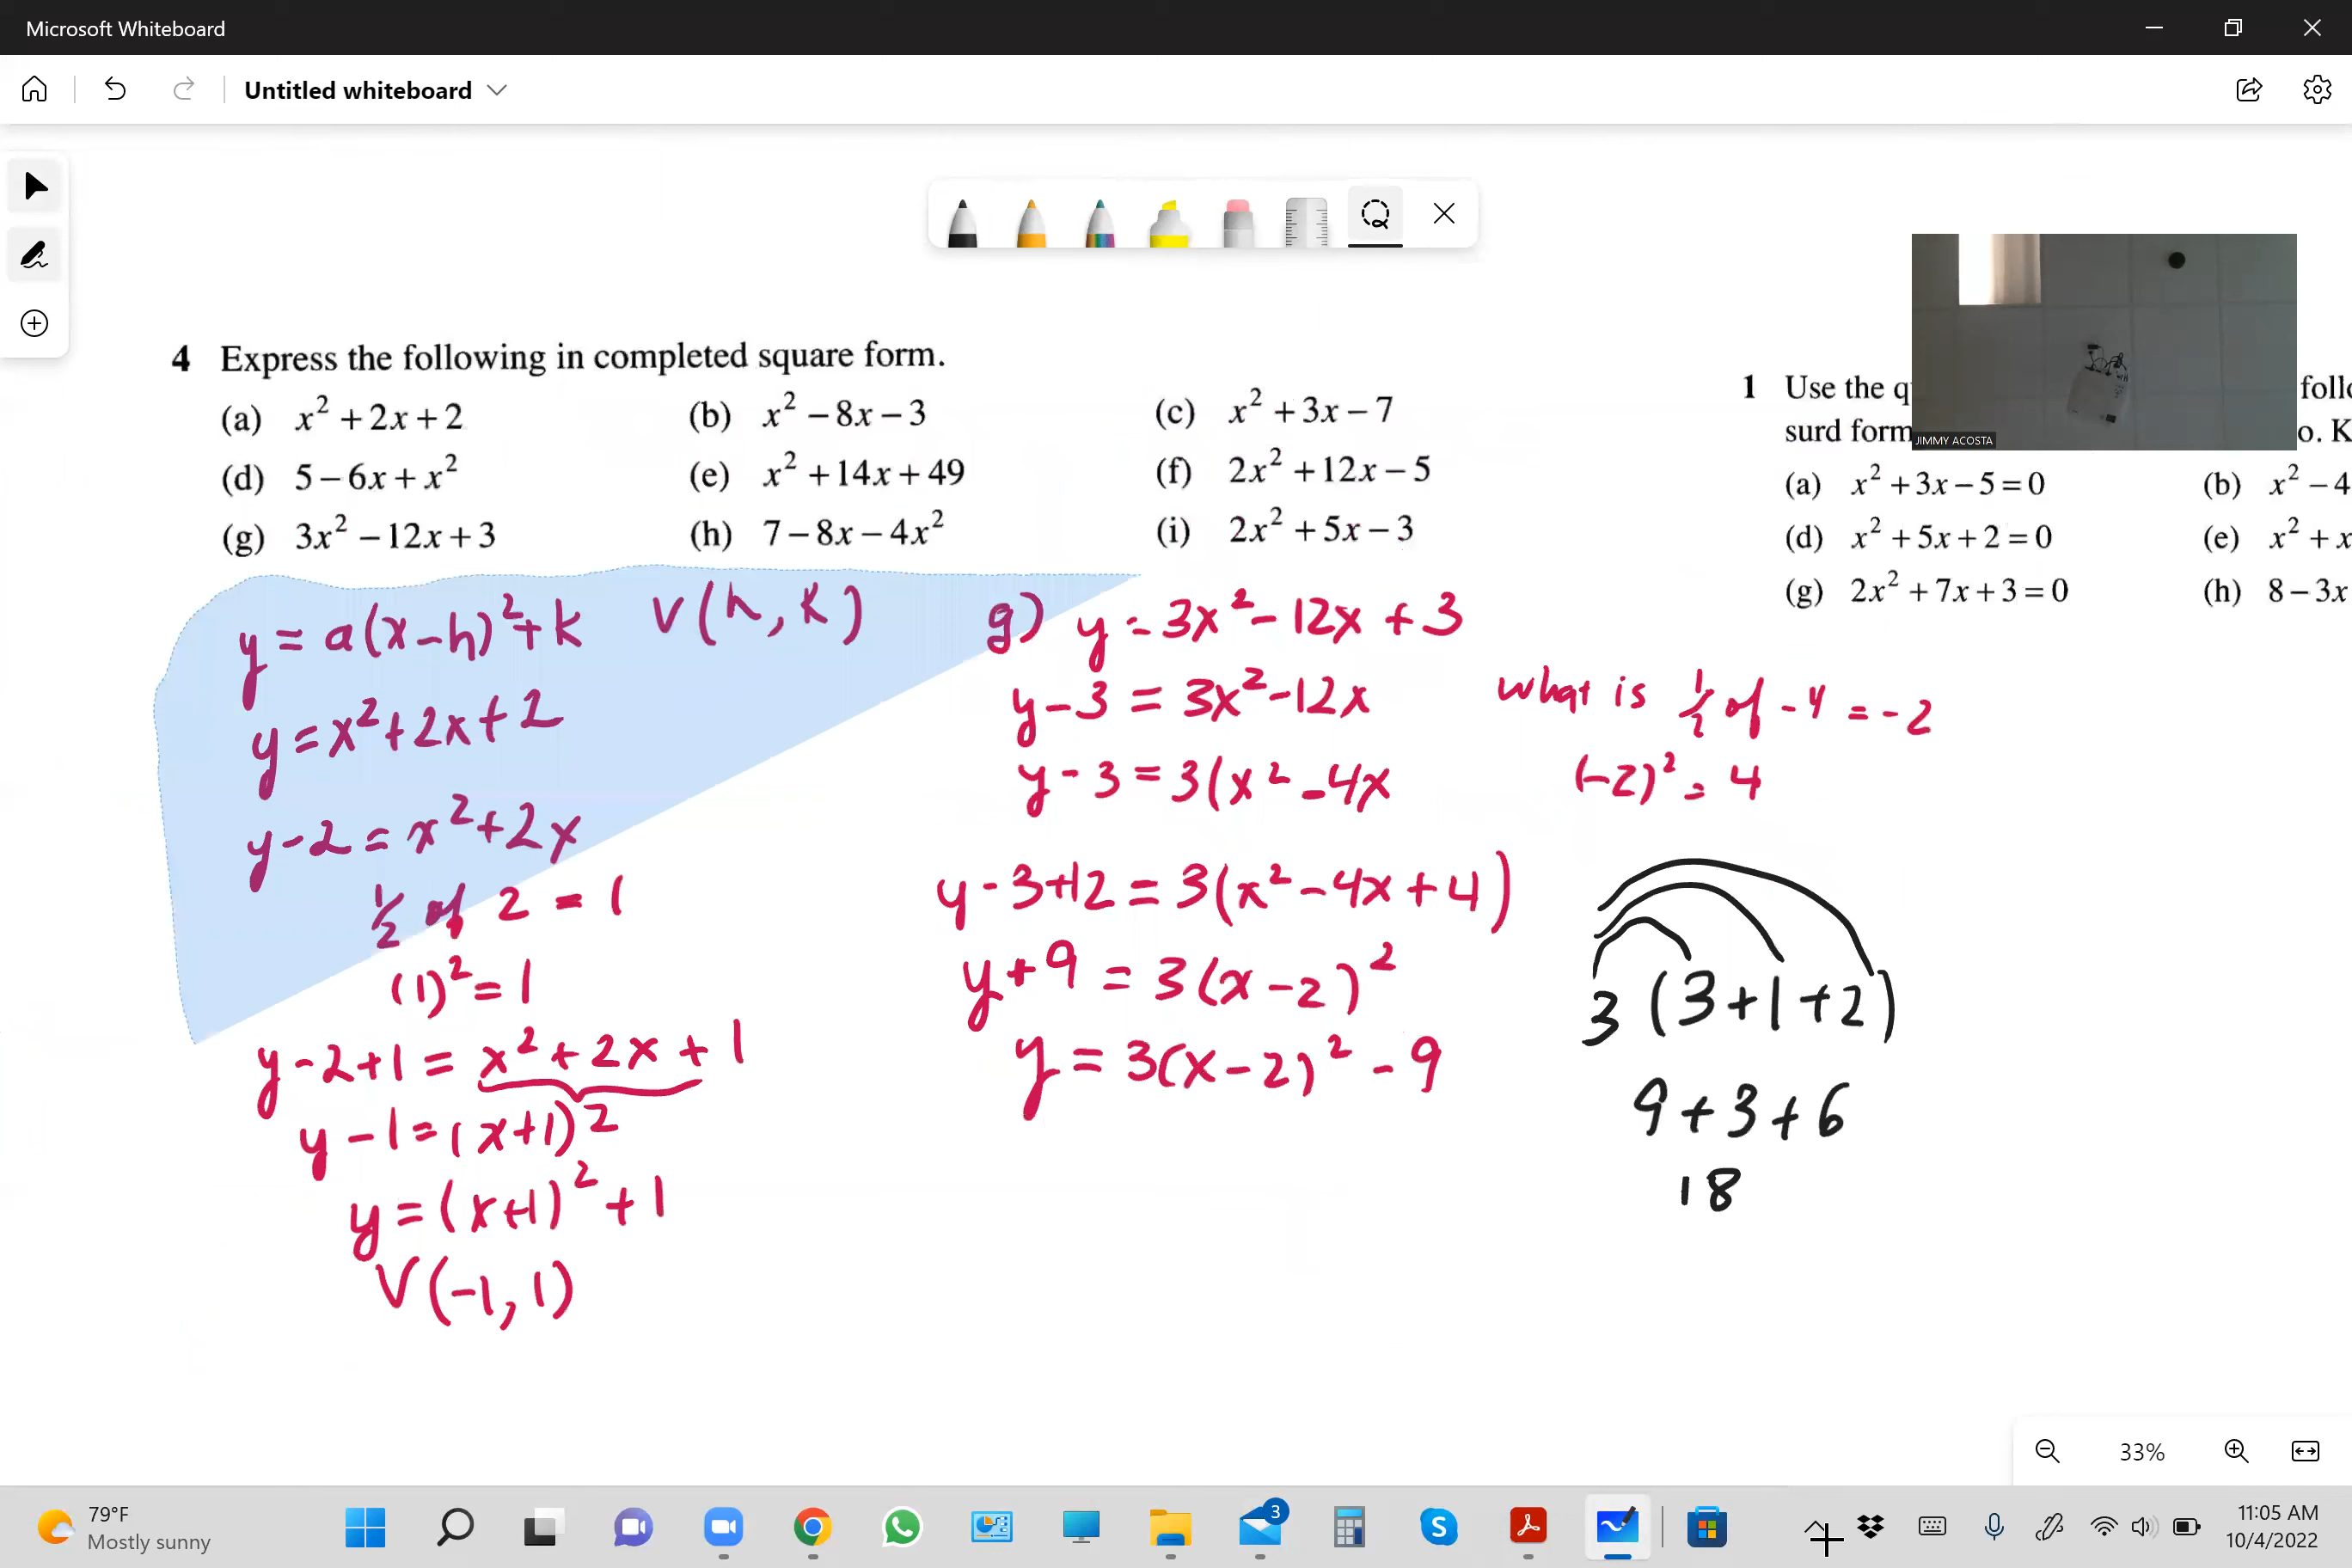 Microsoft Whiteboard
Untitled whiteboard
4 Express the following in completed square form.
(a) x² + 2x + 2 (b) x² − 8x − 3 (c) x² + 3x − 7
(d) 5 − 6x + x² (e) x² + 14x + 49 (f) 2x² + 12x − 5
(g) 3x² − 12x + 3 (h) 7 − 8x − 4x² (i) 2x² + 5x − 3
1 Use the q foll
surd form o. K
JIMMY ACOSTA
(a) x² + 3x − 5 = 0 (b) x² − 4
(d) x² + 5x + 2 = 0 (e) x² + x
(g) 2x² + 7x + 3 = 0 (h) 8 − 3x
y = a(x−h)² + k V(h, k)
y = x² + 2x + 2
y − 2 = x² + 2x
½ of 2 = 1
(1)² = 1
y − 2 + 1 = x² + 2x + 1
y − 1 = (x+1)²
y = (x+1)² + 1
V(−1, 1)
g) y = 3x² − 12x + 3
y − 3 = 3x² − 12x
y − 3 = 3(x² − 4x
y − 3 + 12 = 3(x² − 4x + 4)
y + 9 = 3(x − 2)²
y = 3(x − 2)² − 9
what is ½ of −4 = −2
(−2)² = 4
3(3+1+2)
9+3+6
18
33%
79°F
Mostly sunny
3
S
11:05 AM
10/4/2022